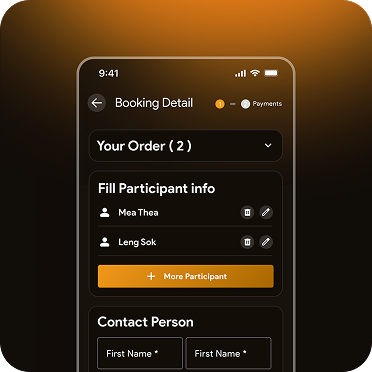 9:41
Booking Detail
1
Payments
Your Order ( 2 )
Fill Participant info
Mea Thea
Leng Sok
+ More Participant
Contact Person
First Name *
First Name *